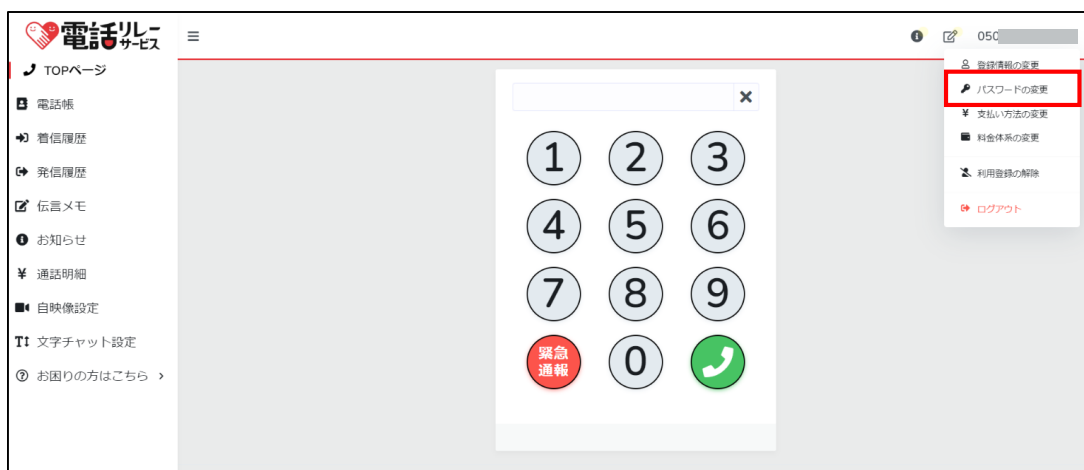 電話リレーサービス
050
TOPページ
電話帳
着信履歴
発信履歴
伝言メモ
お知らせ
¥ 通話明細
自映像設定
文字チャット設定
お困りの方はこちら
1 2 3
4 5 6
7 8 9
緊急通報 0
登録情報の変更
パスワードの変更
¥ 支払い方法の変更
料金体系の変更
利用登録の解除
ログアウト